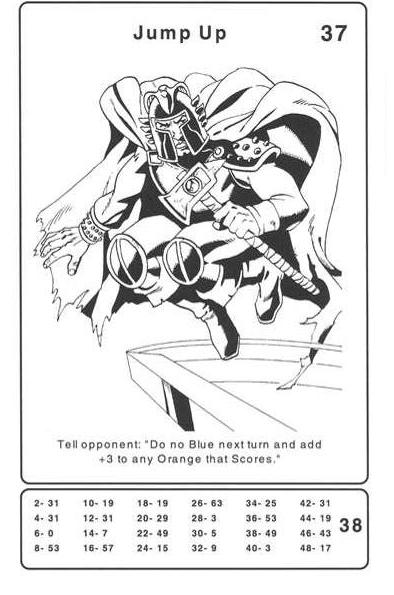 Jump Up 37
Tell opponent: "Do no Blue next turn and add
+3 to any Orange that Scores."
2- 31 10- 19 18- 19 26- 63 34- 25 42- 31
4- 31 12- 31 20- 29 28- 3 36- 53 44- 19
38
6- 0 14- 7 22- 49 30- 5 38- 49 46- 43
8- 53 16- 57 24- 15 32- 9 40- 3 48- 17